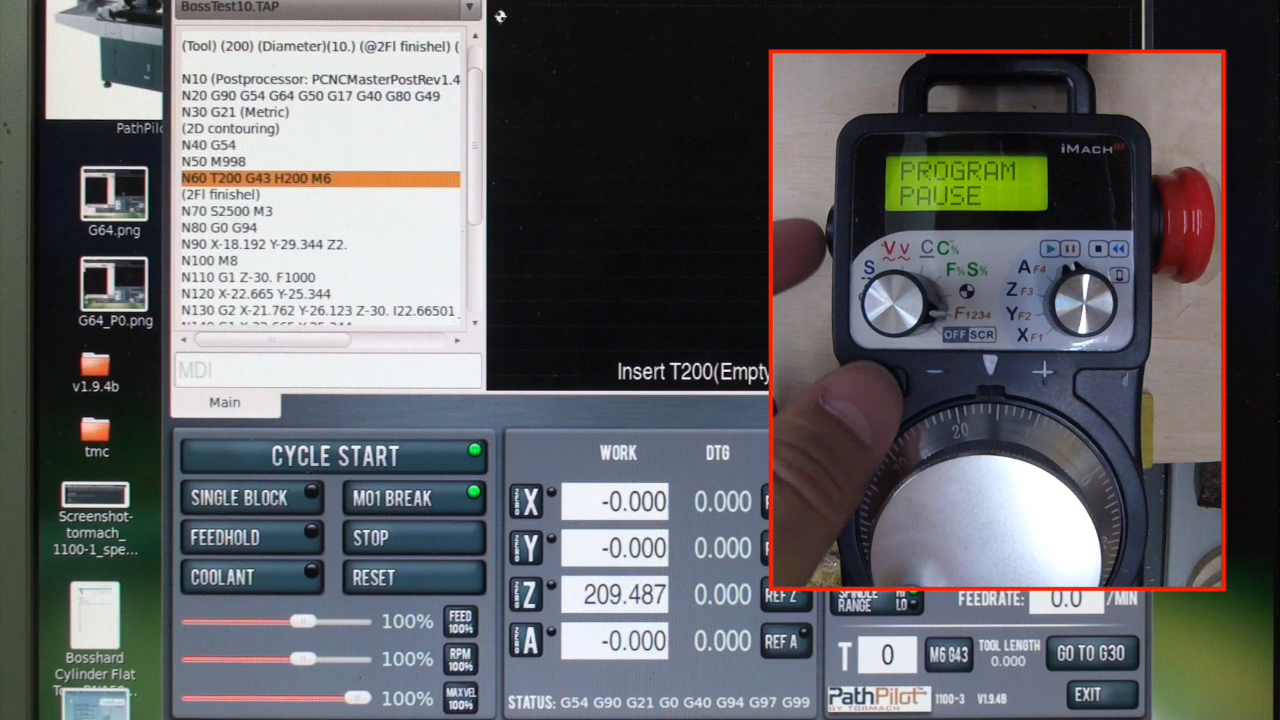 BossTest10.TAP
(Tool) (200) (Diameter)(10.) (@2Fl finishel) (
N10 (Postprocessor: PCNCMasterPostRev1.4
N20 G90 G54 G64 G50 G17 G40 G80 G49
N30 G21 (Metric)
(2D contouring)
N40 G54
N50 M998
N60 T200 G43 H200 M6
(2Fl finishel)
N70 S2500 M3
N80 G0 G94
N90 X-18.192 Y-29.344 Z2.
N100 M8
N110 G1 Z-30. F1000
N120 X-22.665 Y-25.344
N130 G2 X-21.762 Y-26.123 Z-30. I22.66501
MDI
Main
Insert T200(Empty
PathPilo
G64.png
G64_P0.png
v1.9.4b
tmc
Screenshot-
tormach_
1100-1_spe...
Bosshard
Cylinder Flat
CYCLE START
SINGLE BLOCK
M01 BREAK
FEEDHOLD
STOP
COOLANT
RESET
100%
FEED
100%
100%
RPM
100%
100%
MAX VEL
100%
WORK
DTG
ZERO
X
-0.000
0.000
ZERO
Y
-0.000
0.000
ZERO
Z
209.487
0.000
REF Z
ZERO
A
-0.000
0.000
REF A
STATUS: G54 G90 G21 G0 G40 G94 G97 G99
SPINDLE
RANGE
HI
LO
FEEDRATE:
0.0
/MIN
T
0
M6 G43
TOOL LENGTH
0.000
GO TO G30
PathPilot
BY TORMACH
1100-3
V1.9.4B
EXIT
iMach
PROGRAM
PAUSE
V
V
C
C%
S
F%
S%
F1234
OFF
SCR
A F4
Z F3
Y F2
X F1
−
+
20